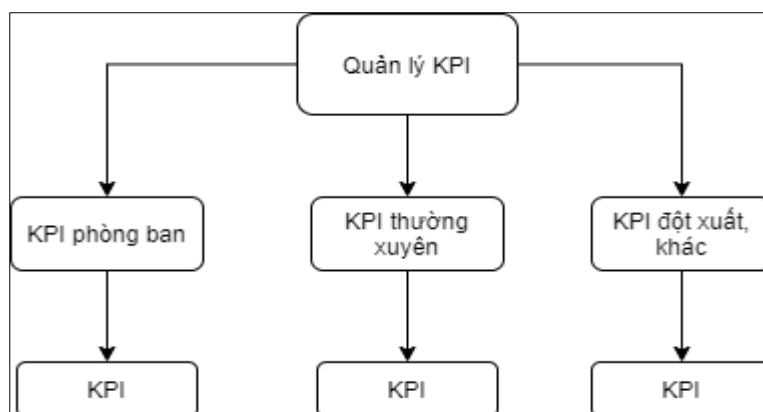 Quản lý KPI
KPI phòng ban
KPI thường
xuyên
KPI đột xuất,
khác
KPI
KPI
KPI